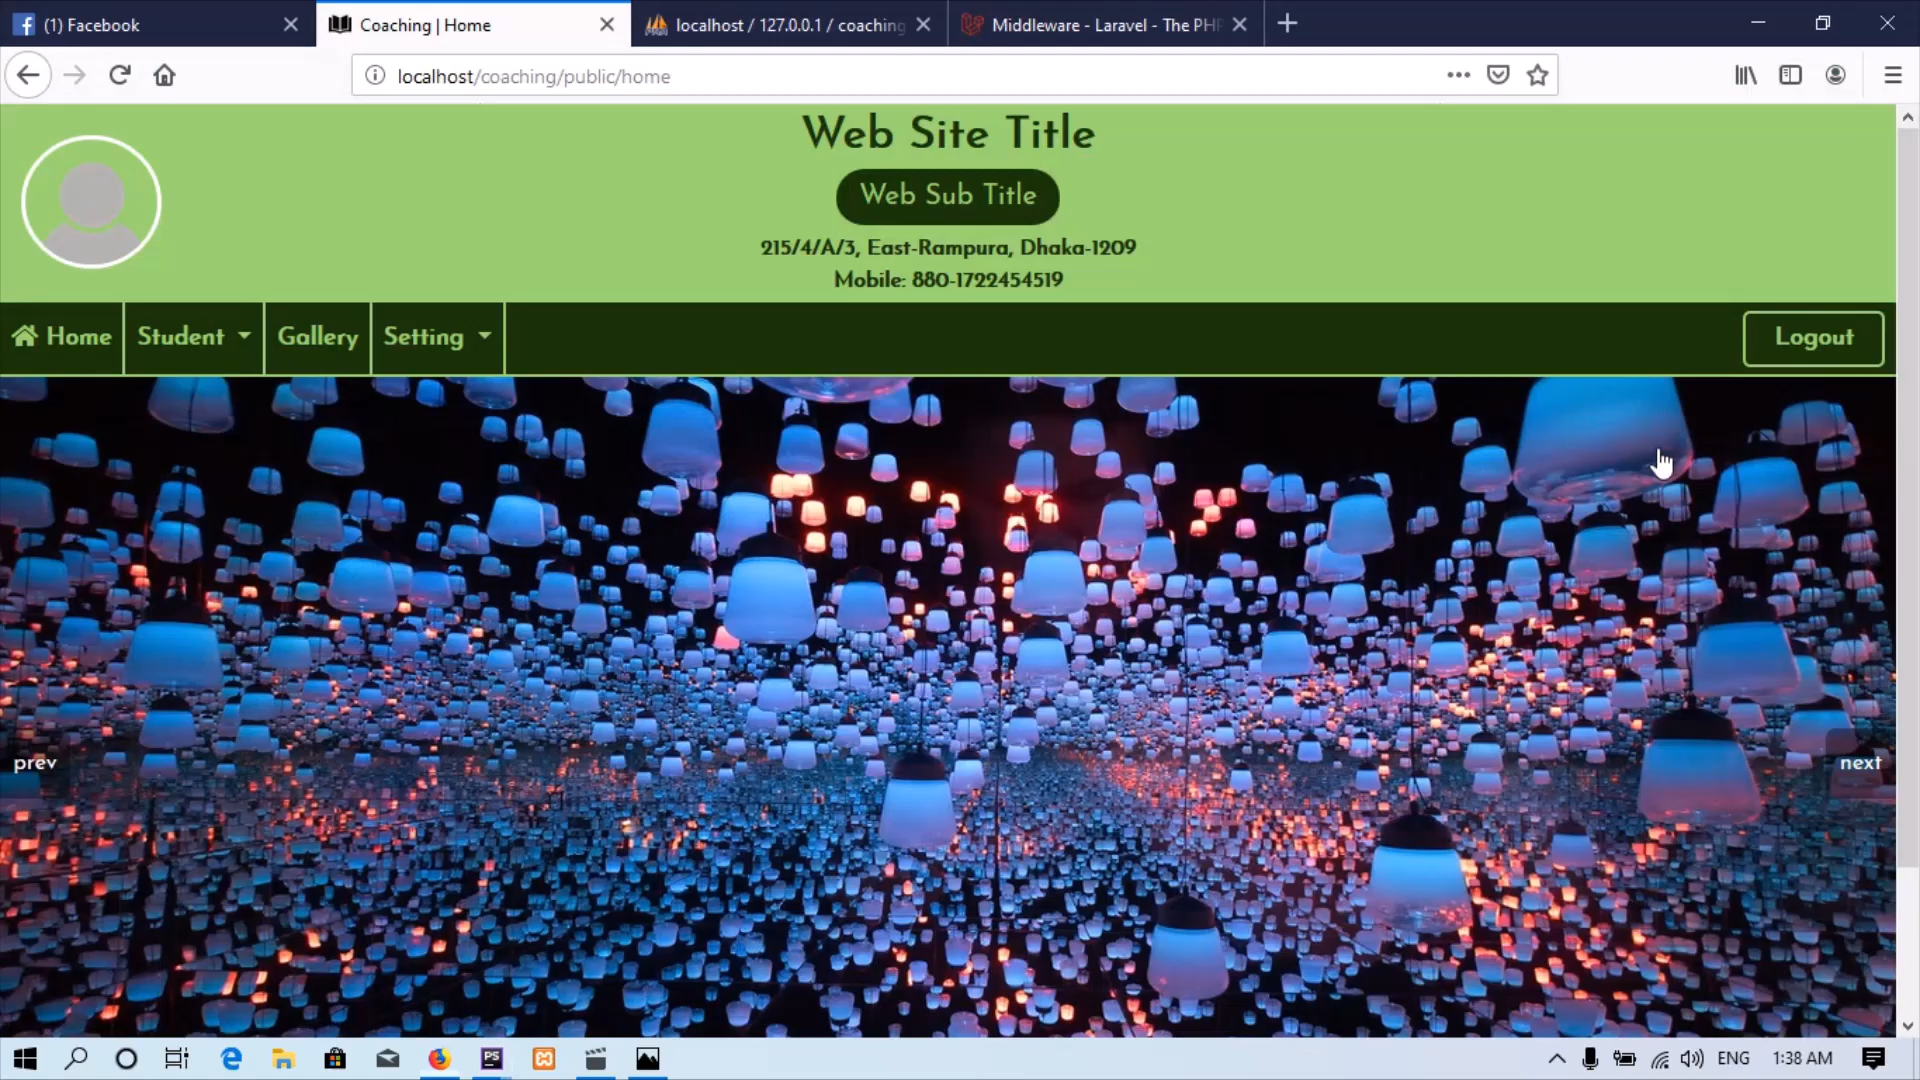 (1) Facebook
Coaching | Home
localhost / 127.0.0.1 / coaching
Middleware - Laravel - The PHP
localhost/coaching/public/home
Web Site Title
Web Sub Title
215/4/A/3, East-Rampura, Dhaka-1209
Mobile: 880-1722454519
Home
Student
Gallery
Setting
Logout
prev
next
PS
ENG
1:38 AM